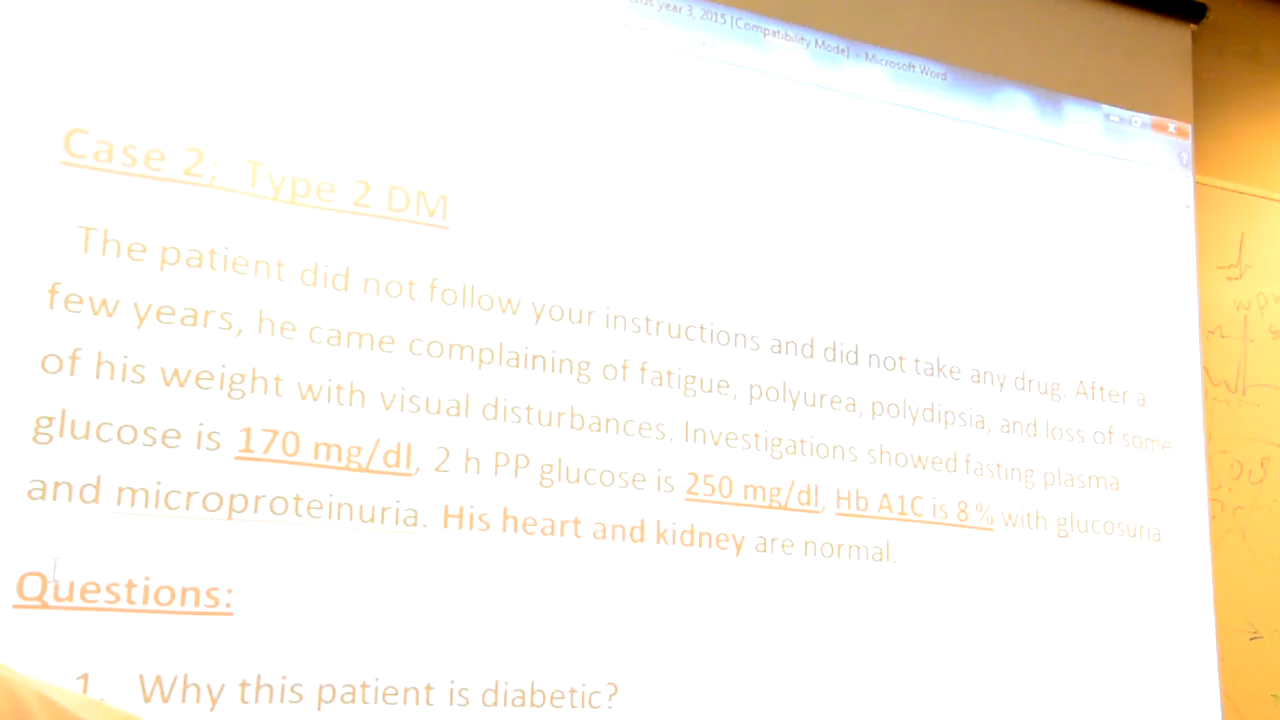 year 3, 2015 [Compatibility Mode] - Microsoft Word
Case 2; Type 2 DM
The patient did not follow your instructions and did not take any drug. After a
few years, he came complaining of fatigue, polyurea, polydipsia, and loss of some
of his weight with visual disturbances. Investigations showed fasting plasma
glucose is 170 mg/dl, 2 h PP glucose is 250 mg/dl, Hb A1C is 8 % with glucosuria
and microproteinuria. His heart and kidney are normal.
Questions:
1. Why this patient is diabetic?